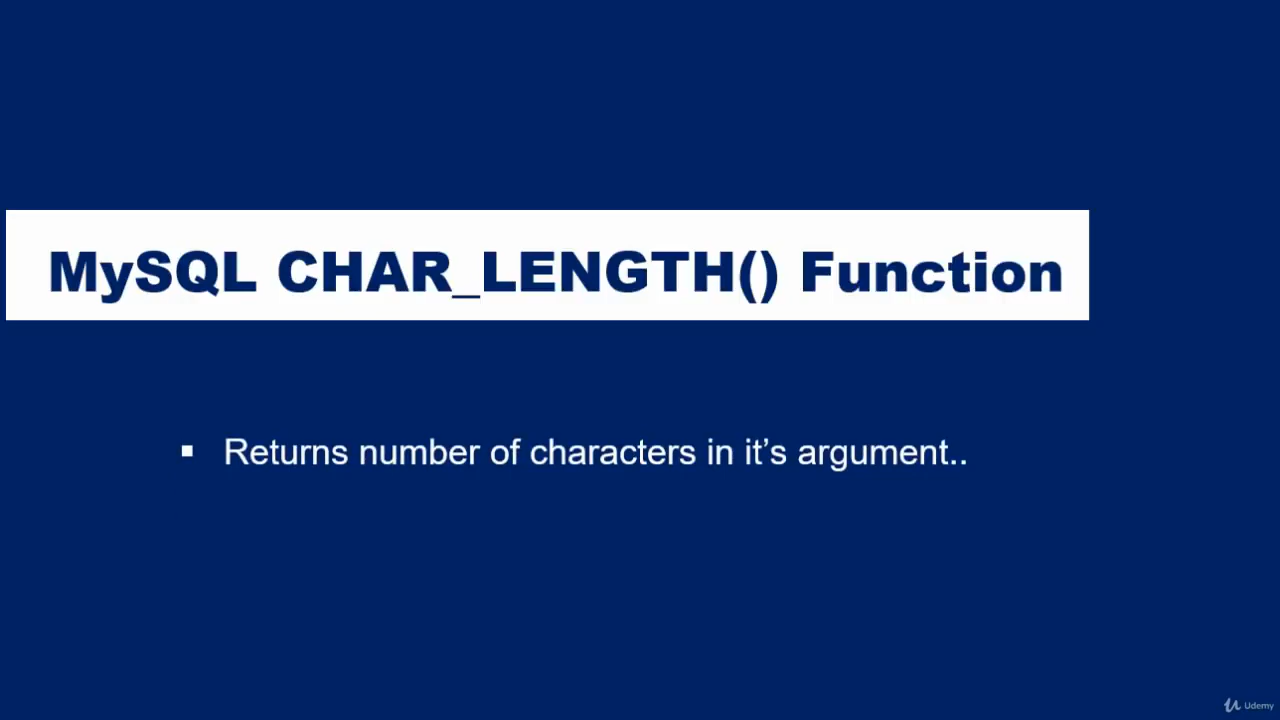 MySQL CHAR_LENGTH() Function
▪ Returns number of characters in it’s argument..
Udemy